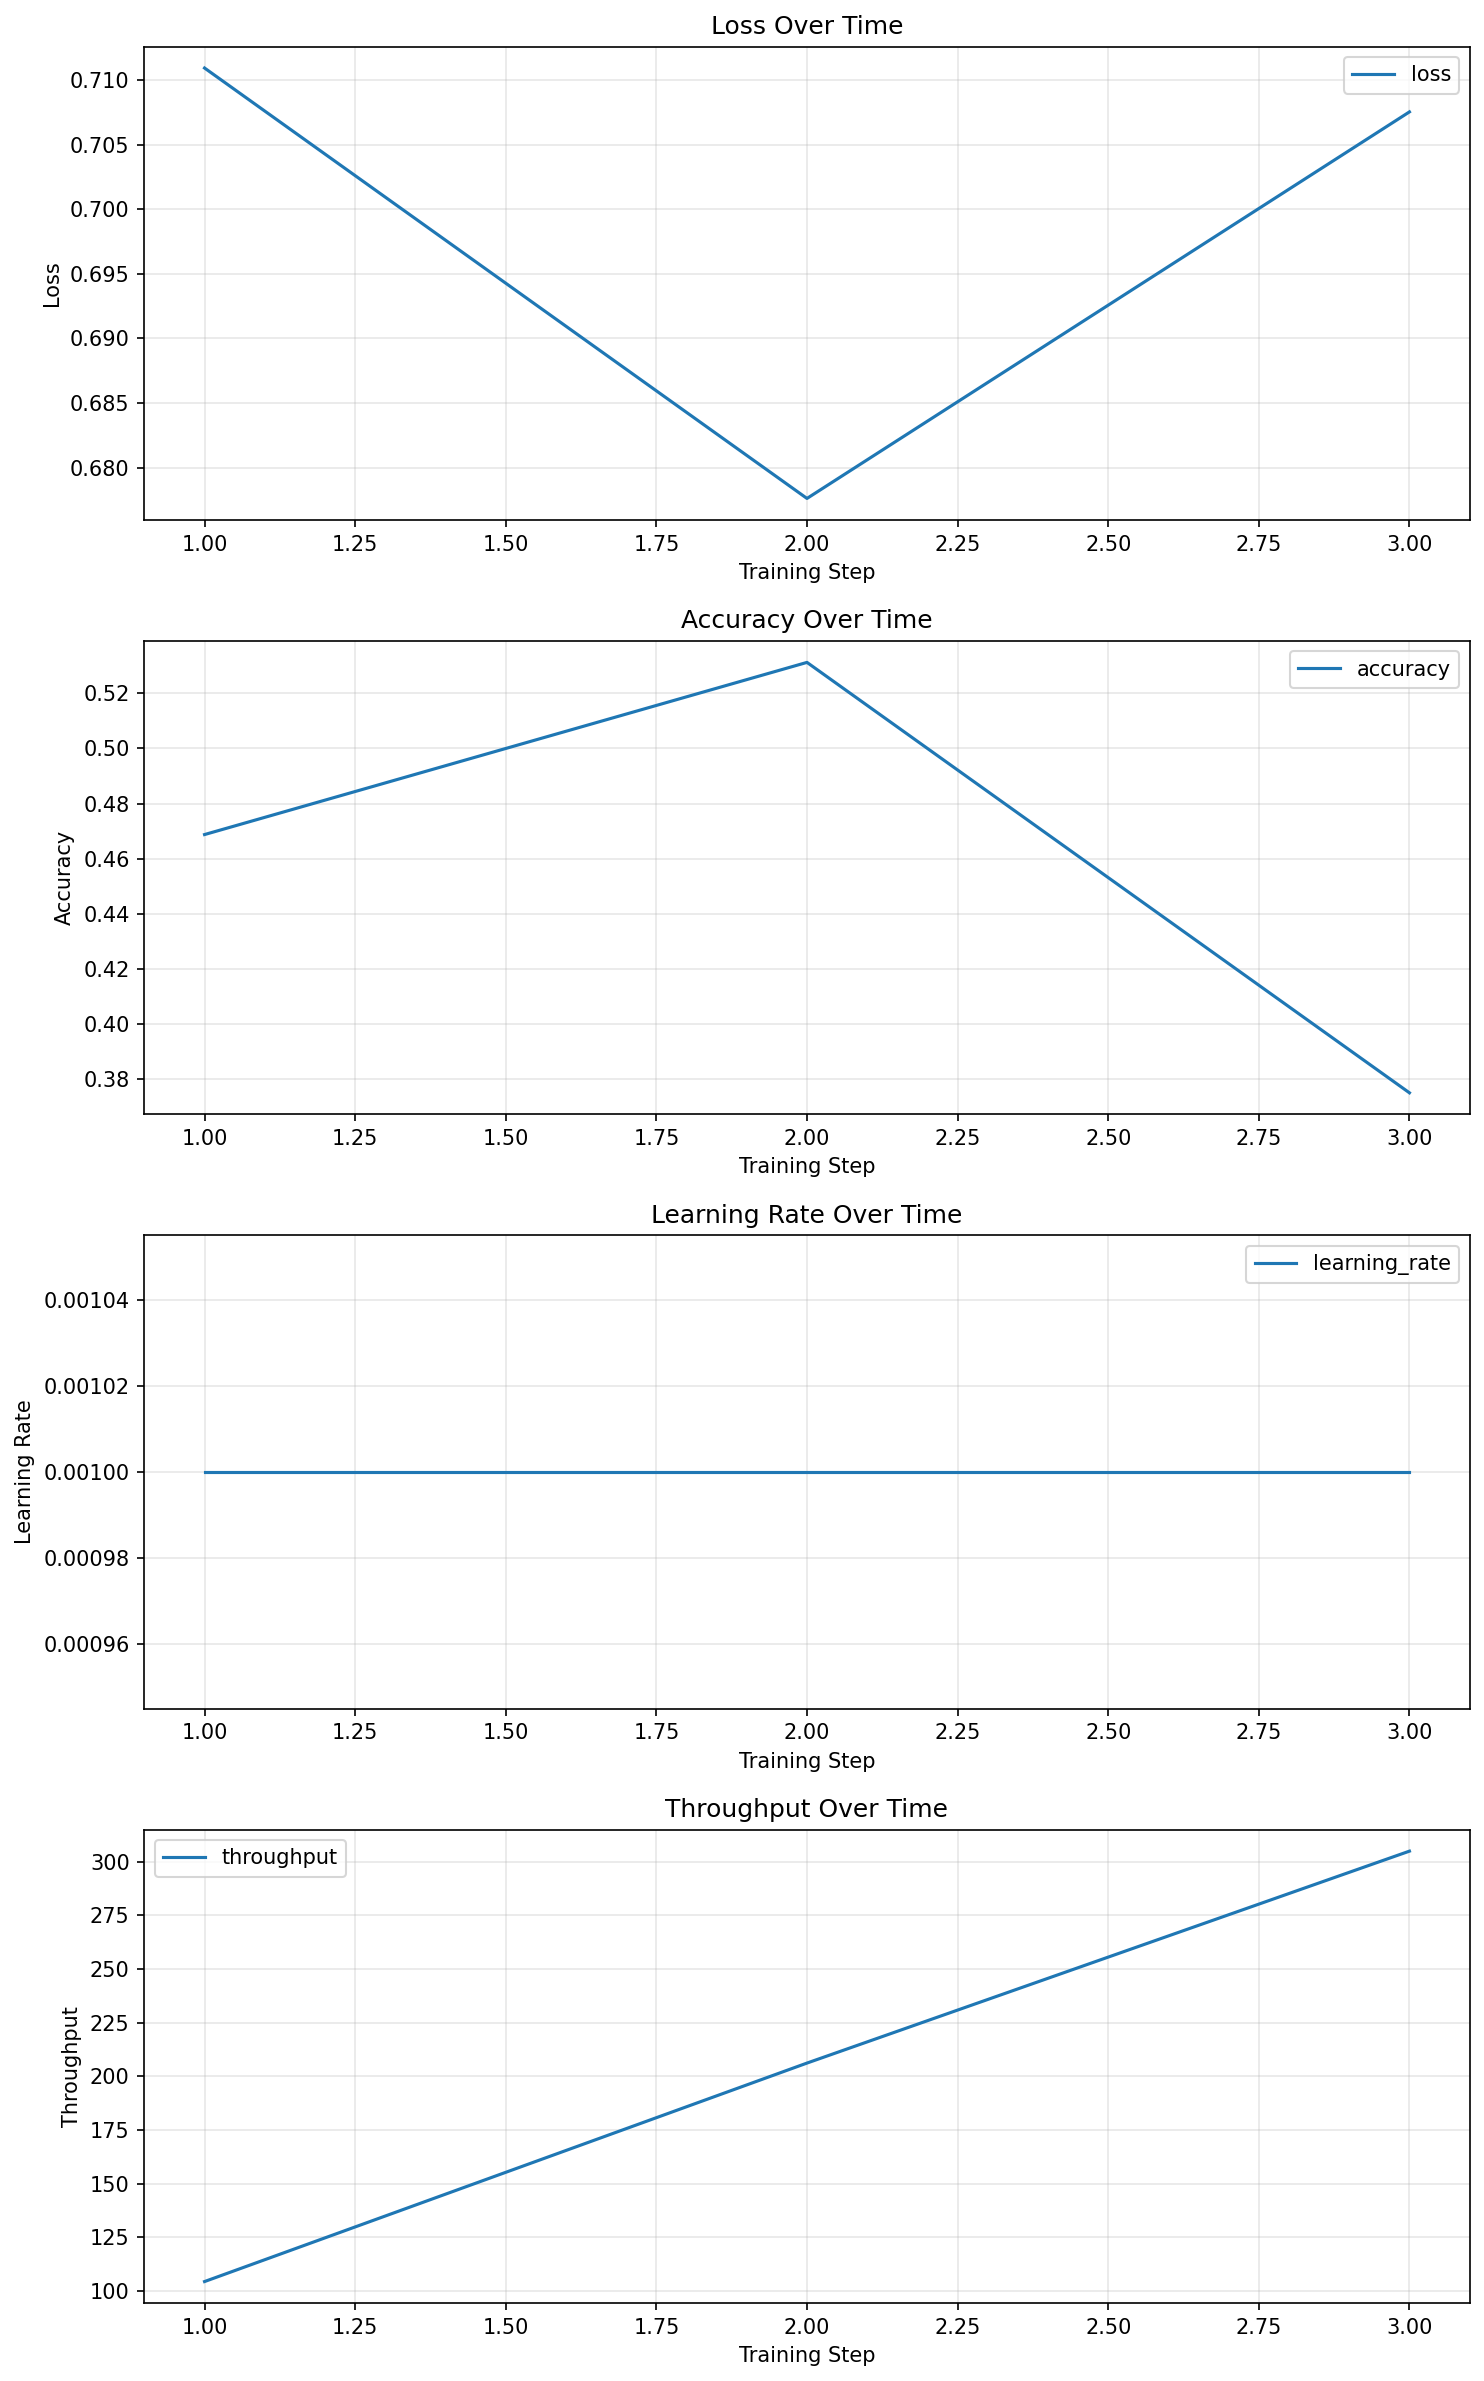 Loss Over Time
loss
0.710
0.705
0.700
0.695
0.690
0.685
0.680
Loss
1.00 1.25 1.50 1.75 2.00 2.25 2.50 2.75 3.00
Training Step
Accuracy Over Time
accuracy
0.52
0.50
0.48
0.46
0.44
0.42
0.40
0.38
Accuracy
1.00 1.25 1.50 1.75 2.00 2.25 2.50 2.75 3.00
Training Step
Learning Rate Over Time
learning_rate
0.00104
0.00102
0.00100
0.00098
0.00096
Learning Rate
1.00 1.25 1.50 1.75 2.00 2.25 2.50 2.75 3.00
Training Step
Throughput Over Time
throughput
300
275
250
225
200
175
150
125
100
Throughput
1.00 1.25 1.50 1.75 2.00 2.25 2.50 2.75 3.00
Training Step